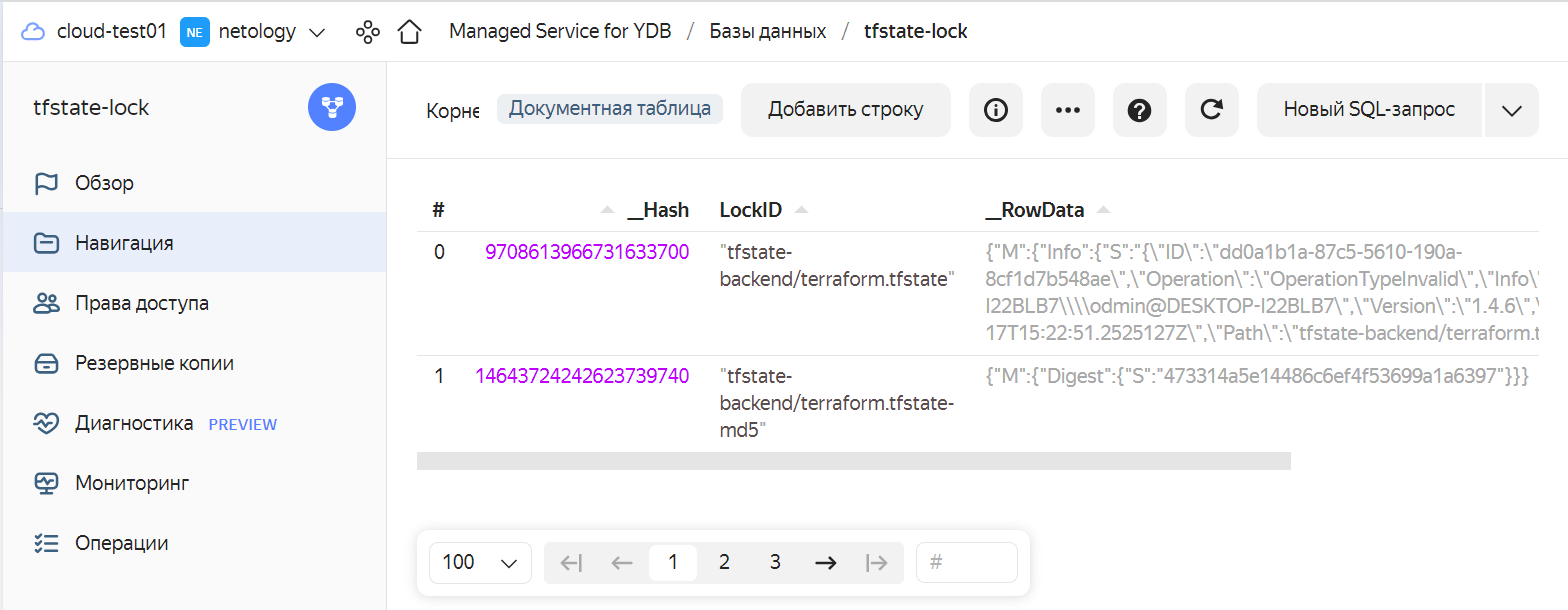 cloud-test01 NE netology Managed Service for YDB / Базы данных / tfstate-lock
tfstate-lock
Корне Документная таблица Добавить строку Новый SQL-запрос
Обзор
Навигация
Права доступа
Резервные копии
Диагностика PREVIEW
Мониторинг
Операции
# __Hash LockID __RowData
0 9708613966731633700 "tfstate-
backend/terraform.tfstate"
{"M":{"Info":{"S":"{\"ID\":\"dd0a1b1a-87c5-5610-190a-
8cf1d7b548ae\",\"Operation\":\"OperationTypeInvalid\",\"Info\
I22BLB7\\\\odmin@DESKTOP-I22BLB7\",\"Version\":\"1.4.6\",\
17T15:22:51.2525127Z\",\"Path\":\"tfstate-backend/terraform.t
1 14643724242623739740 "tfstate-
backend/terraform.tfstate-
md5"
{"M":{"Digest":{"S":"473314a5e14486c6ef4f53699a1a6397"}}}
100 1 2 3 #